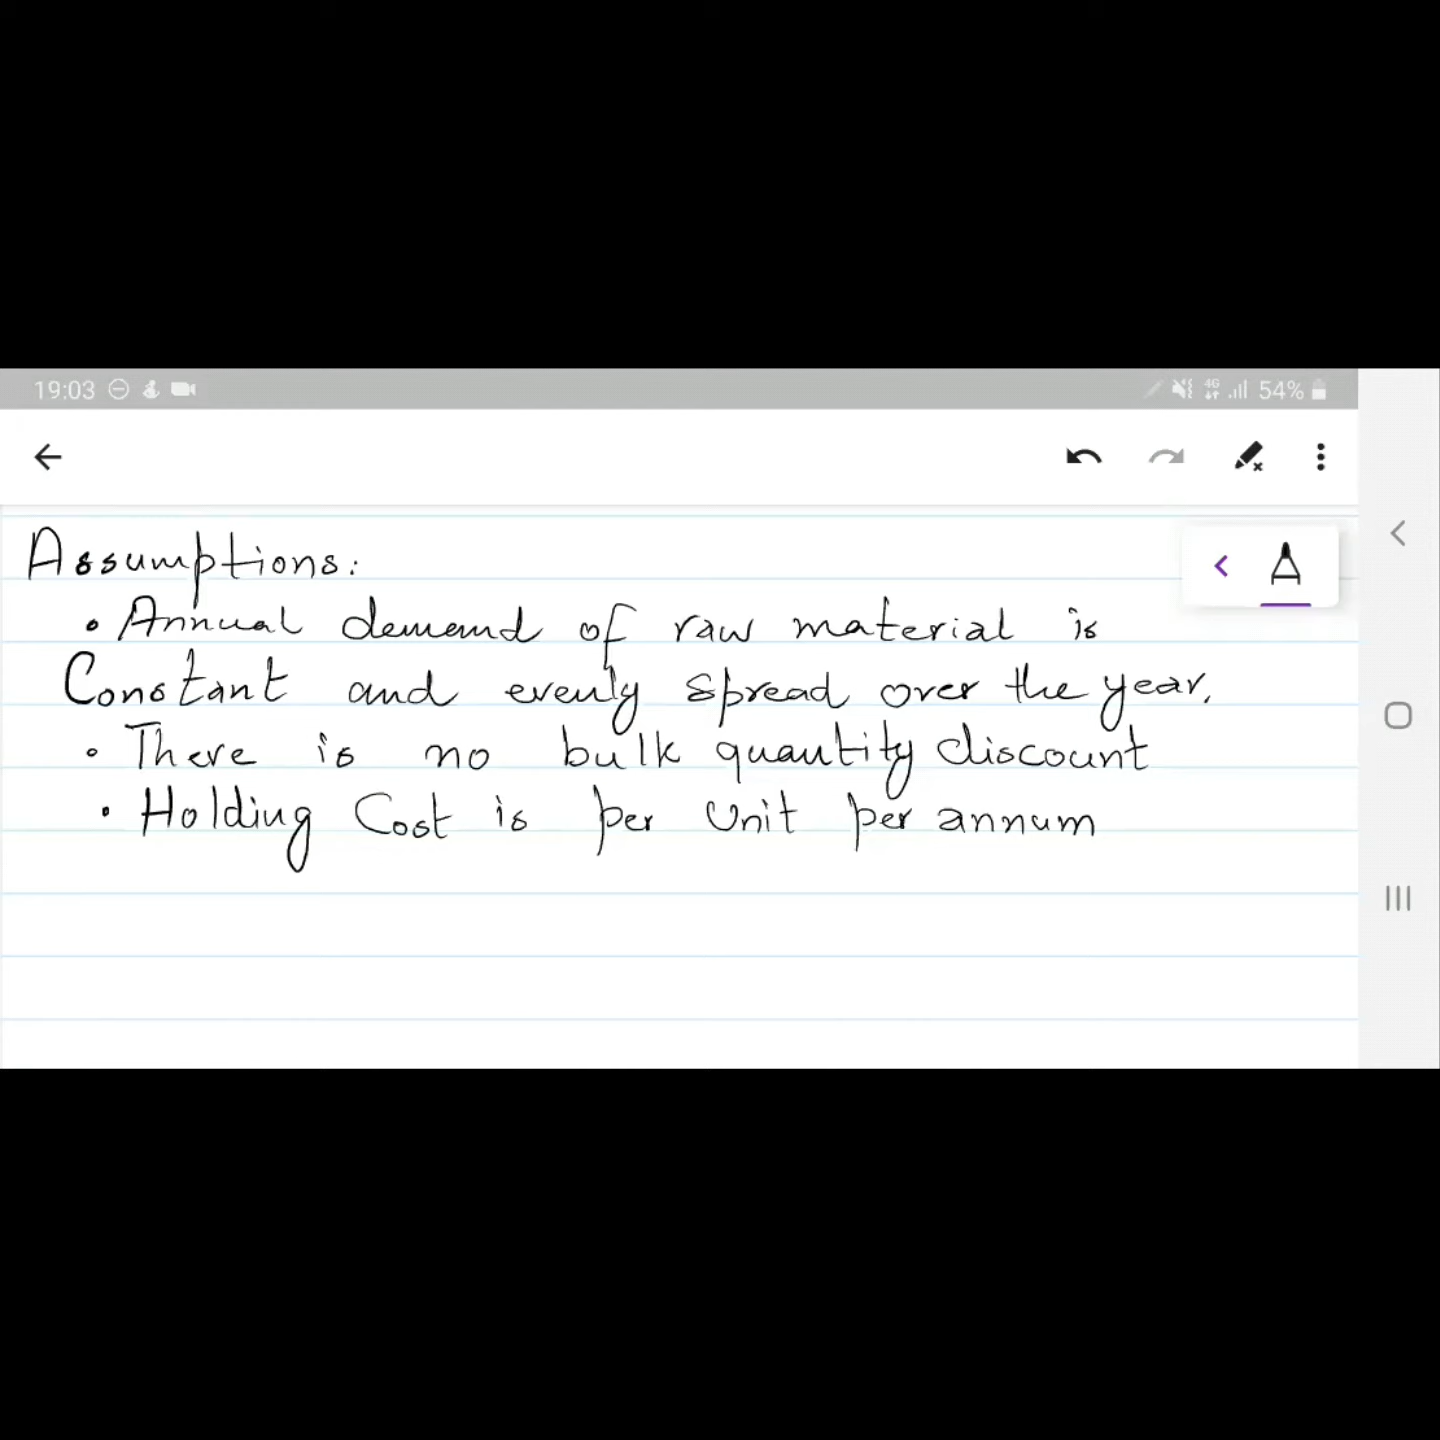 19:03 4G 54%
Assumptions:
• Annual demand of raw material is
Constant and evenly spread over the year.
• There is no bulk quantity discount
• Holding Cost is per Unit per annum